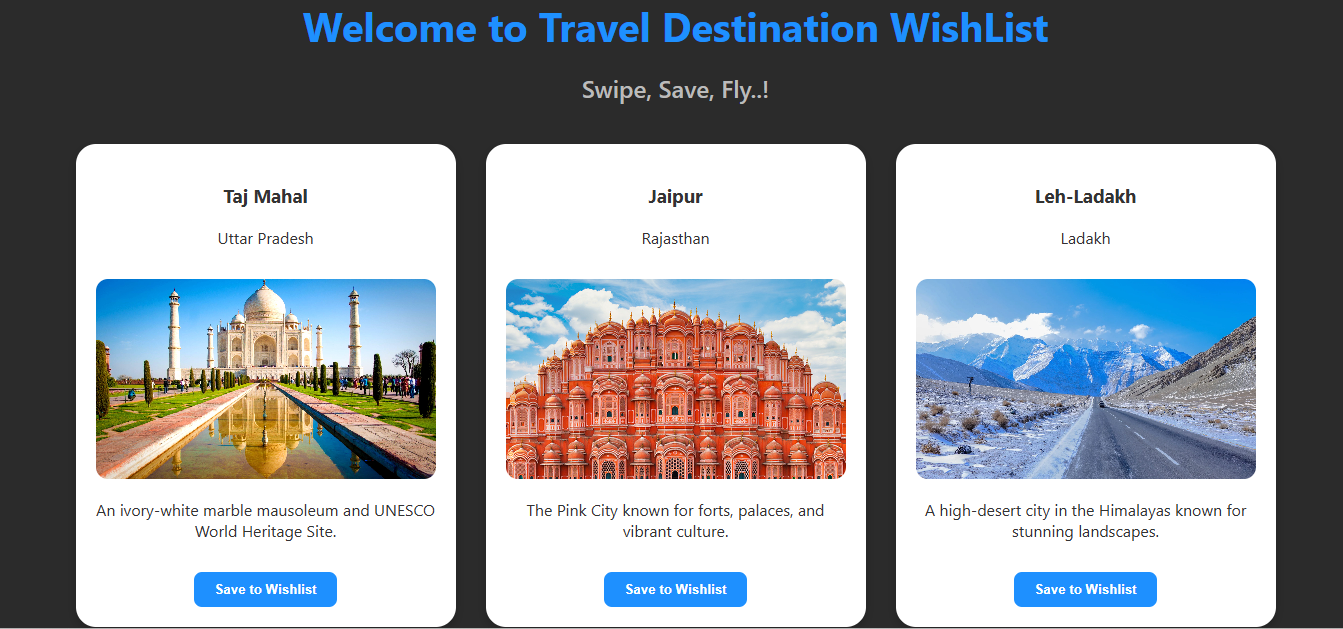 Welcome to Travel Destination WishList
Swipe, Save, Fly..!
Taj Mahal
Uttar Pradesh
An ivory-white marble mausoleum and UNESCO
World Heritage Site.
Save to Wishlist
Jaipur
Rajasthan
The Pink City known for forts, palaces, and
vibrant culture.
Save to Wishlist
Leh-Ladakh
Ladakh
A high-desert city in the Himalayas known for
stunning landscapes.
Save to Wishlist